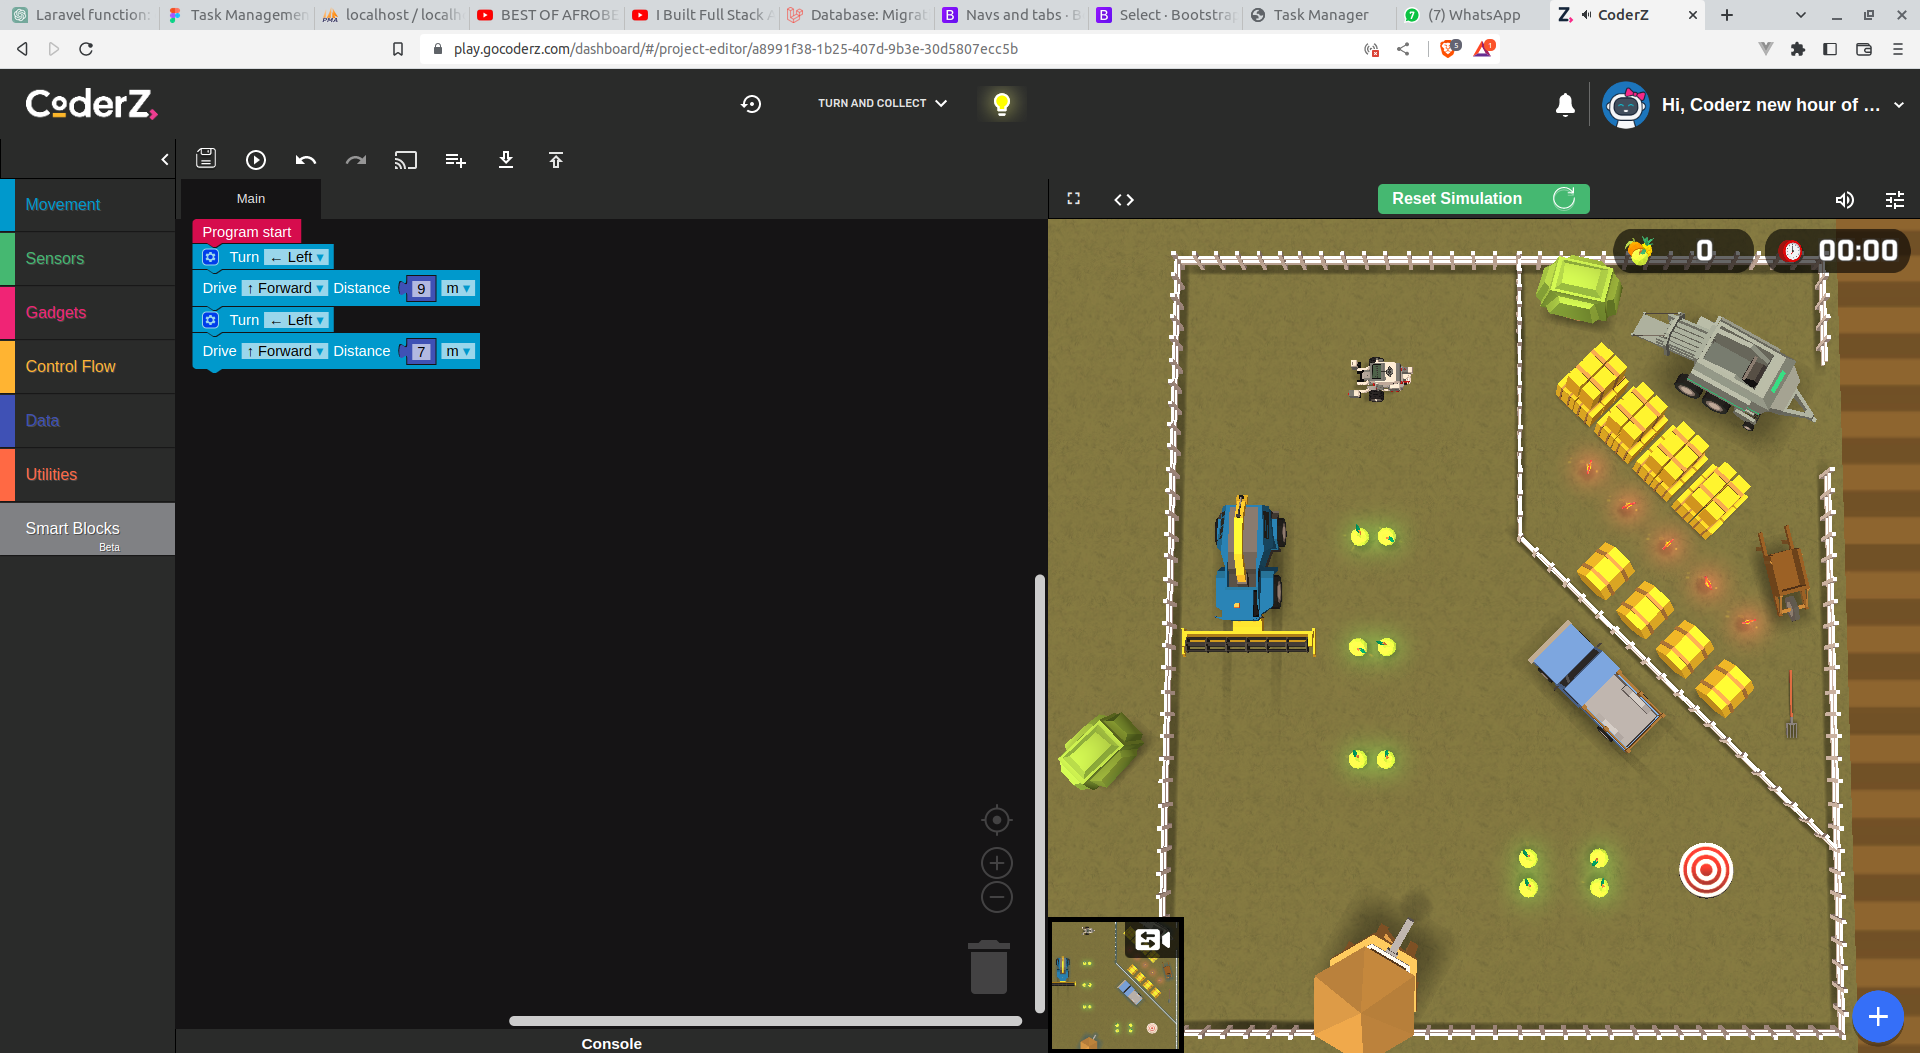 Laravel function:
Task Managemen
localhost / localh
BEST OF AFROBE
I Built Full Stack A
Database: Migrat
Navs and tabs · B
Select · Bootstrap
Task Manager
(7) WhatsApp
CoderZ
play.gocoderz.com/dashboard/#/project-editor/a8991f38-1b25-407d-9b3e-30d5807ecc5b
5
1
CoderZ
TURN AND COLLECT
Hi, Coderz new hour of ...
Movement
Sensors
Gadgets
Control Flow
Data
Utilities
Smart Blocks
Beta
Main
Program start
Turn ← Left ▾
Drive ↑ Forward ▾ Distance 9 m ▾
Turn ← Left ▾
Drive ↑ Forward ▾ Distance 7 m ▾
Console
Reset Simulation
0
00:00